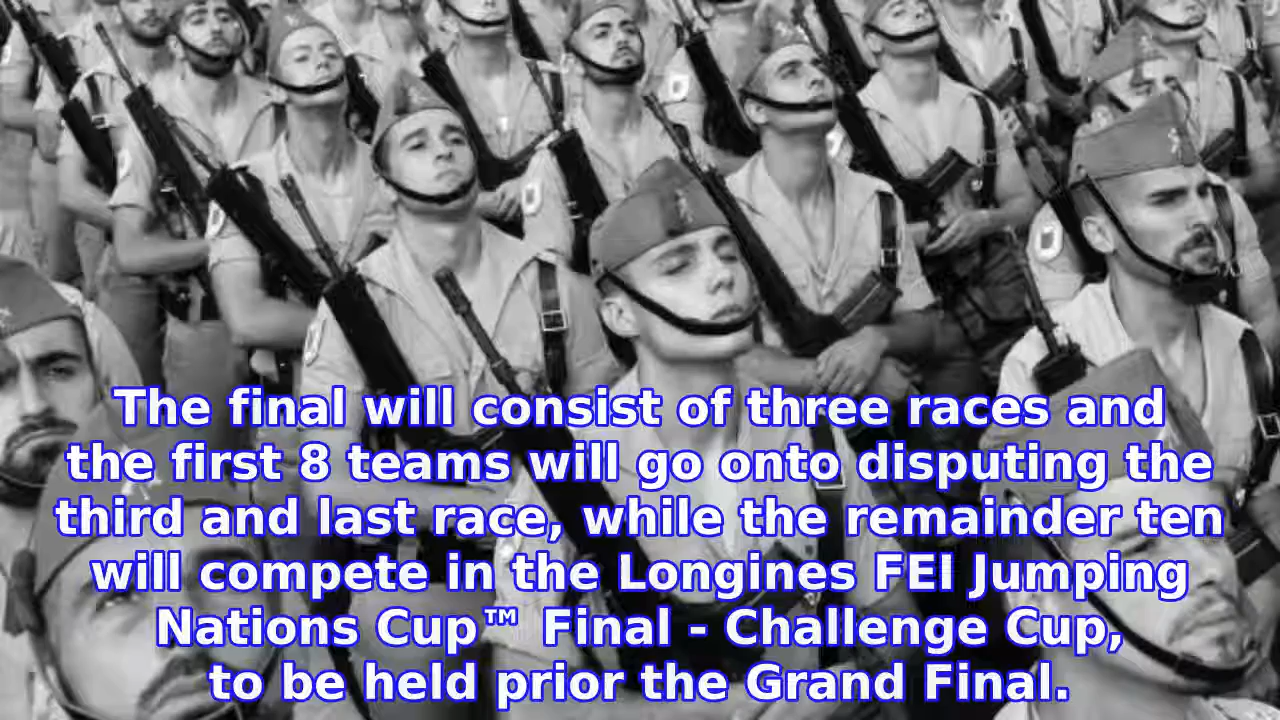 The final will consist of three races and
the first 8 teams will go onto disputing the
third and last race, while the remainder ten
will compete in the Longines FEI Jumping
Nations Cup™ Final - Challenge Cup,
to be held prior the Grand Final.